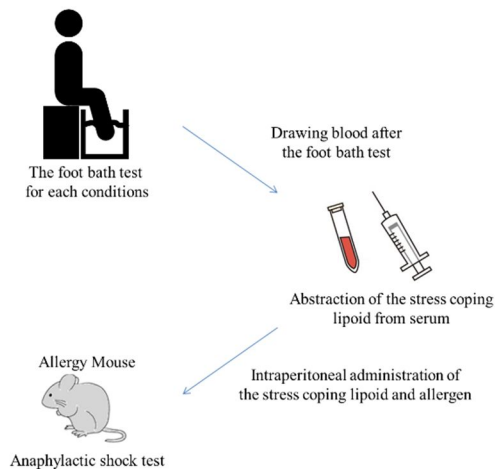 The foot bath test
for each conditions
Drawing blood after
the foot bath test
Abstraction of the stress coping
lipoid from serum
Intraperitoneal administration of
the stress coping lipoid and allergen
Allergy Mouse
Anaphylactic shock test